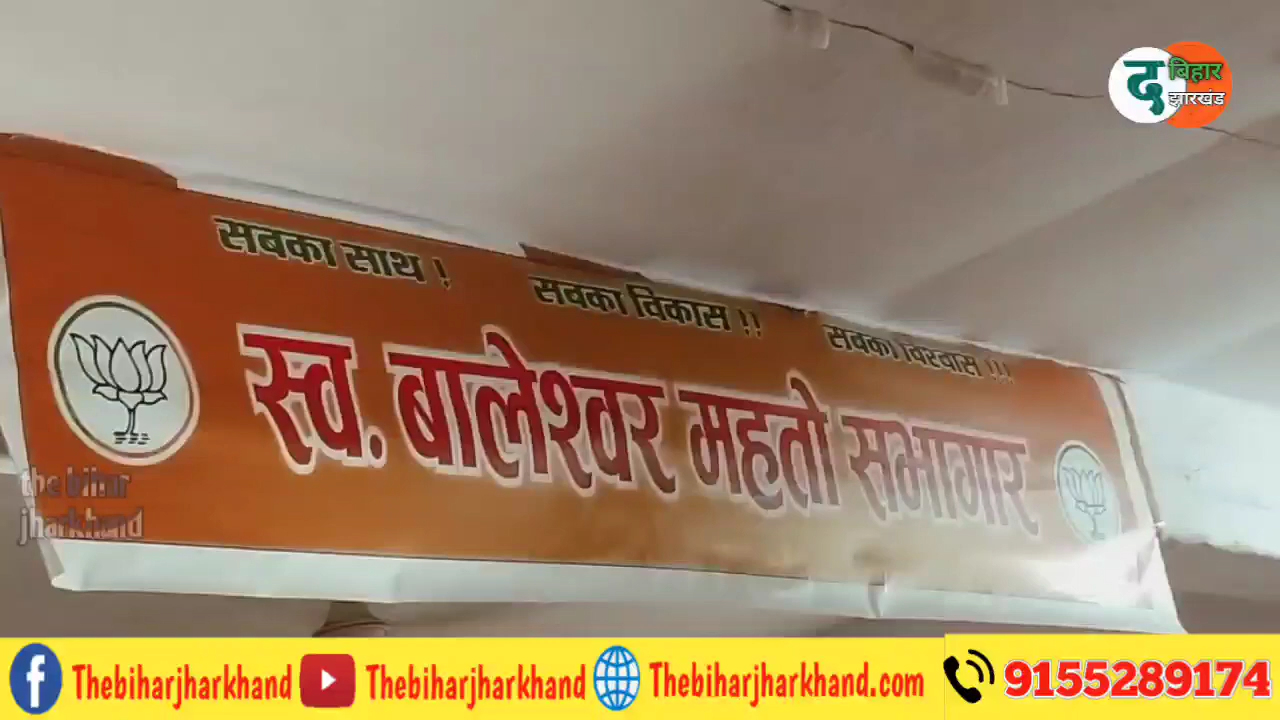 द बिहार
झारखंड
सबका साथ ! सबका विकास !! सबका विश्वास !!!
स्व. बालेश्वर महतो सभागार
the bihar
jharkhand
Thebiharjharkhand Thebiharjharkhand Thebiharjharkhand.com 9155289174